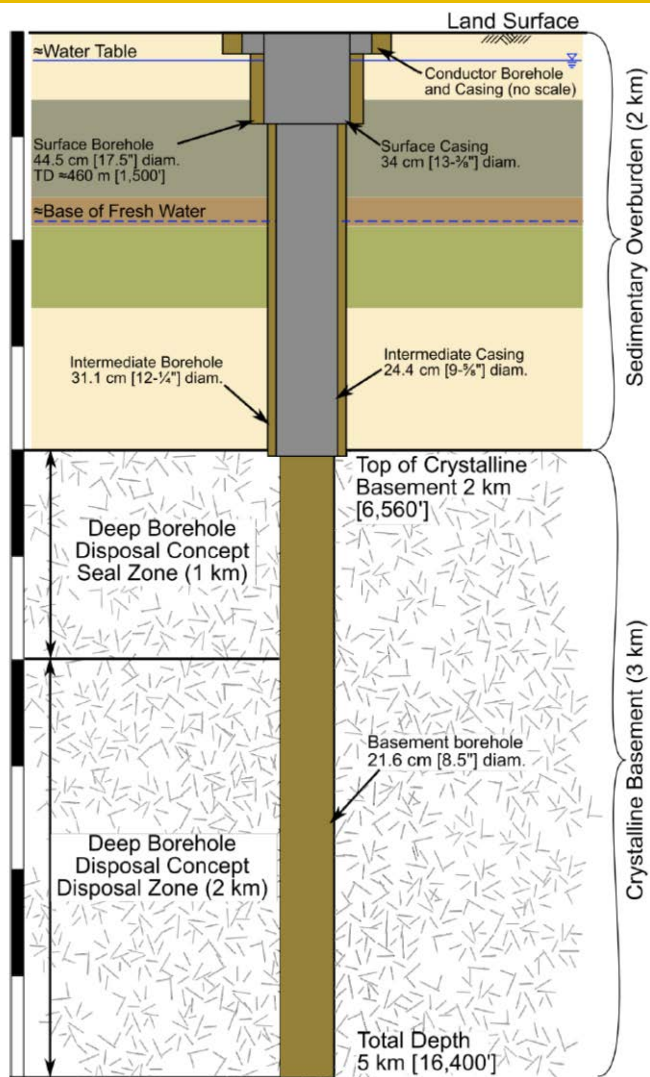 Land Surface
≈Water Table
Conductor Borehole
and Casing (no scale)
Surface Borehole
44.5 cm [17.5"] diam.
TD ≈460 m [1,500']
Surface Casing
34 cm [13-⅜"] diam.
≈Base of Fresh Water
Sedimentary Overburden (2 km)
Intermediate Borehole
31.1 cm [12-¼"] diam.
Intermediate Casing
24.4 cm [9-⅝"] diam.
Top of Crystalline
Basement 2 km
[6,560']
Deep Borehole
Disposal Concept
Seal Zone (1 km)
Basement borehole
21.6 cm [8.5"] diam.
Crystalline Basement (3 km)
Deep Borehole
Disposal Concept
Disposal Zone (2 km)
Total Depth
5 km [16,400']